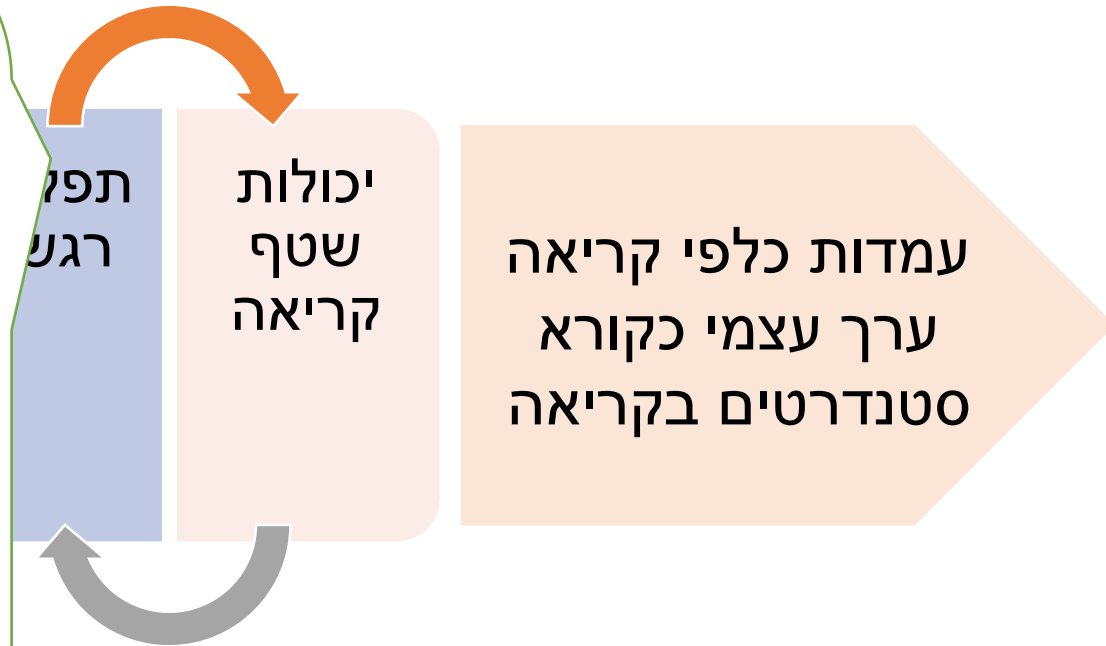 יכולות
שטף
קריאה
עמדות כלפי קריאה
ערך עצמי כקורא
סטנדרטים בקריאה